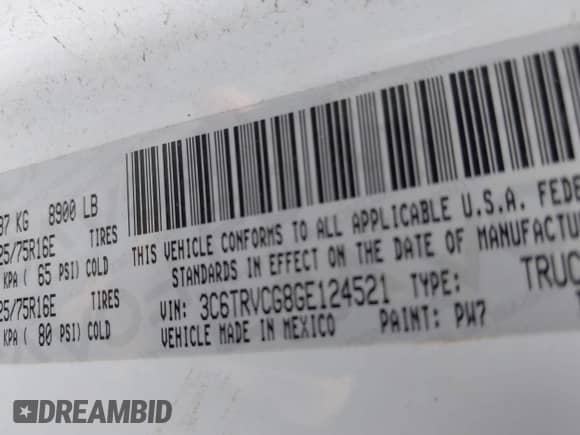 97 KG 8900 LB
25/75R16E TIRES
KPA ( 65 PSI) COLD
25/75R16E TIRES
KPA ( 80 PSI) COLD
THIS VEHICLE CONFORMS TO ALL APPLICABLE U.S.A. FEDE
STANDARDS IN EFFECT ON THE DATE OF MANUFACTU
VIN: 3C6TRVCG8GE124521 TYPE: TRUC
VEHICLE MADE IN MEXICO PAINT: PW7
DREAMBID